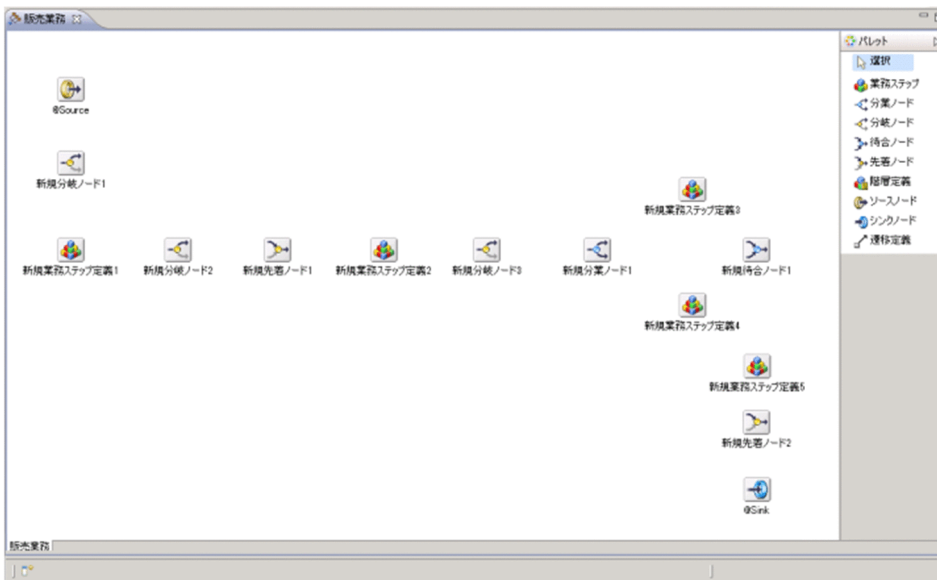 販売業務
パレット
選択
業務ステップ
分業ノード
分岐ノード
待合ノード
先着ノード
階層定義
ソースノード
シンクノード
遷移定義
@Source
新規分岐ノード1
新規業務ステップ定義3
新規業務ステップ定義1
新規分岐ノード2
新規先着ノード1
新規業務ステップ定義2
新規分岐ノード3
新規分業ノード1
新規待合ノード1
新規業務ステップ定義4
新規業務ステップ定義5
新規先着ノード2
@Sink
販売業務